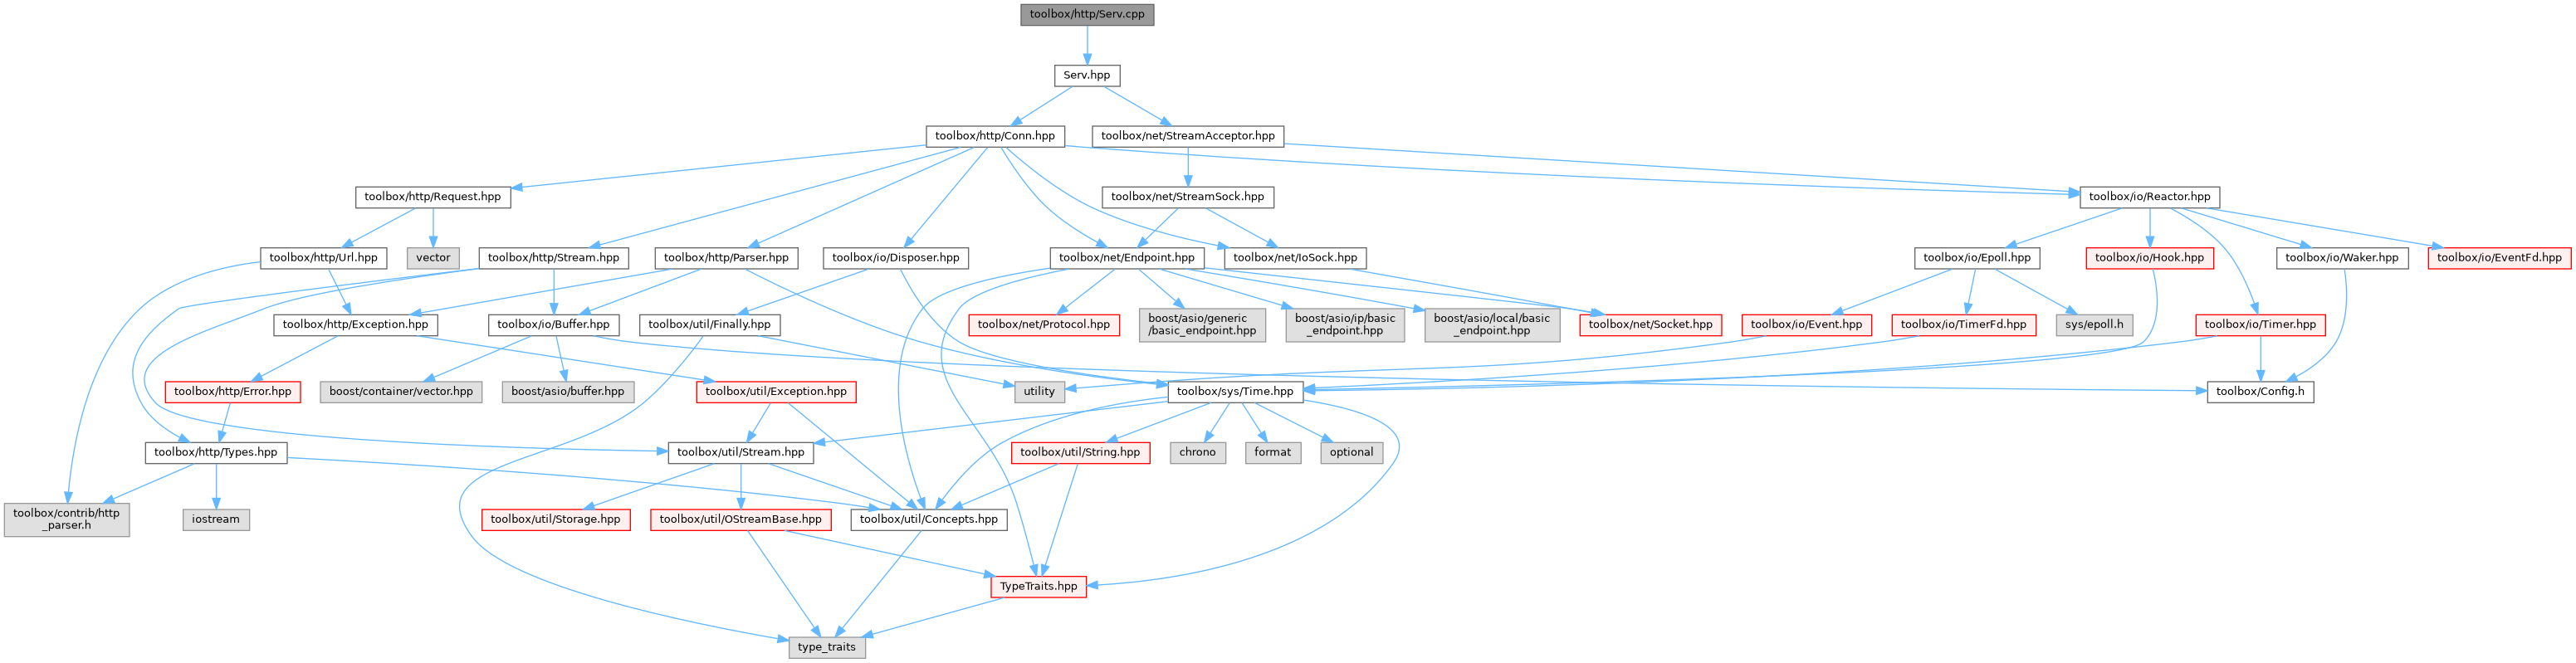 toolbox/http/Serv.cpp
Serv.hpp
toolbox/http/Conn.hpp
toolbox/net/StreamAcceptor.hpp
toolbox/http/Request.hpp
toolbox/net/StreamSock.hpp
toolbox/io/Reactor.hpp
toolbox/http/Url.hpp
vector
toolbox/http/Stream.hpp
toolbox/http/Parser.hpp
toolbox/io/Disposer.hpp
toolbox/net/Endpoint.hpp
toolbox/net/IoSock.hpp
toolbox/io/Epoll.hpp
toolbox/io/Hook.hpp
toolbox/io/Waker.hpp
toolbox/io/EventFd.hpp
toolbox/http/Exception.hpp
toolbox/io/Buffer.hpp
toolbox/util/Finally.hpp
toolbox/net/Protocol.hpp
boost/asio/generic
/basic_endpoint.hpp
boost/asio/ip/basic
_endpoint.hpp
boost/asio/local/basic
_endpoint.hpp
toolbox/net/Socket.hpp
toolbox/io/Event.hpp
toolbox/io/TimerFd.hpp
sys/epoll.h
toolbox/io/Timer.hpp
toolbox/http/Error.hpp
boost/container/vector.hpp
boost/asio/buffer.hpp
toolbox/util/Exception.hpp
utility
toolbox/sys/Time.hpp
toolbox/Config.h
toolbox/http/Types.hpp
toolbox/util/Stream.hpp
toolbox/util/String.hpp
chrono
format
optional
toolbox/contrib/http
_parser.h
iostream
toolbox/util/Storage.hpp
toolbox/util/OStreamBase.hpp
toolbox/util/Concepts.hpp
TypeTraits.hpp
type_traits